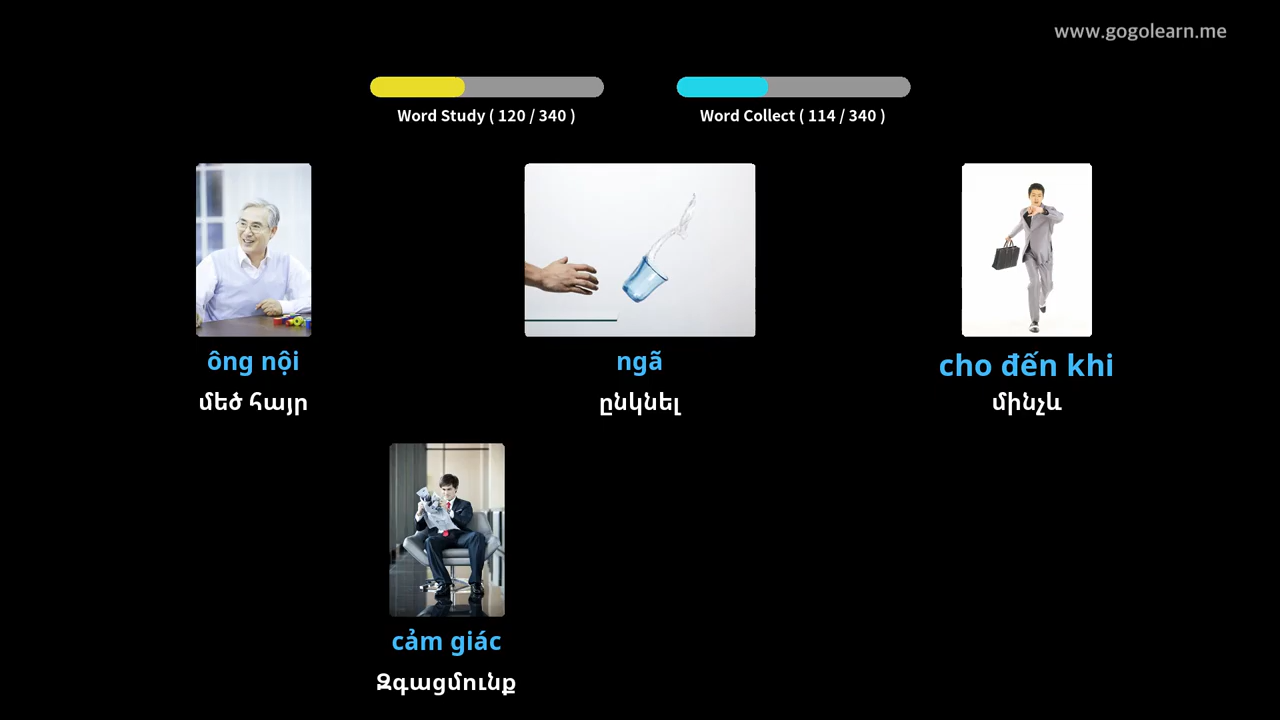 www.gogolearn.me
Word Study ( 120 / 340 )
Word Collect ( 114 / 340 )
ông nội
մեծ հայր
ngã
ընկնել
cho đến khi
մինչև
cảm giác
Զգացմունք